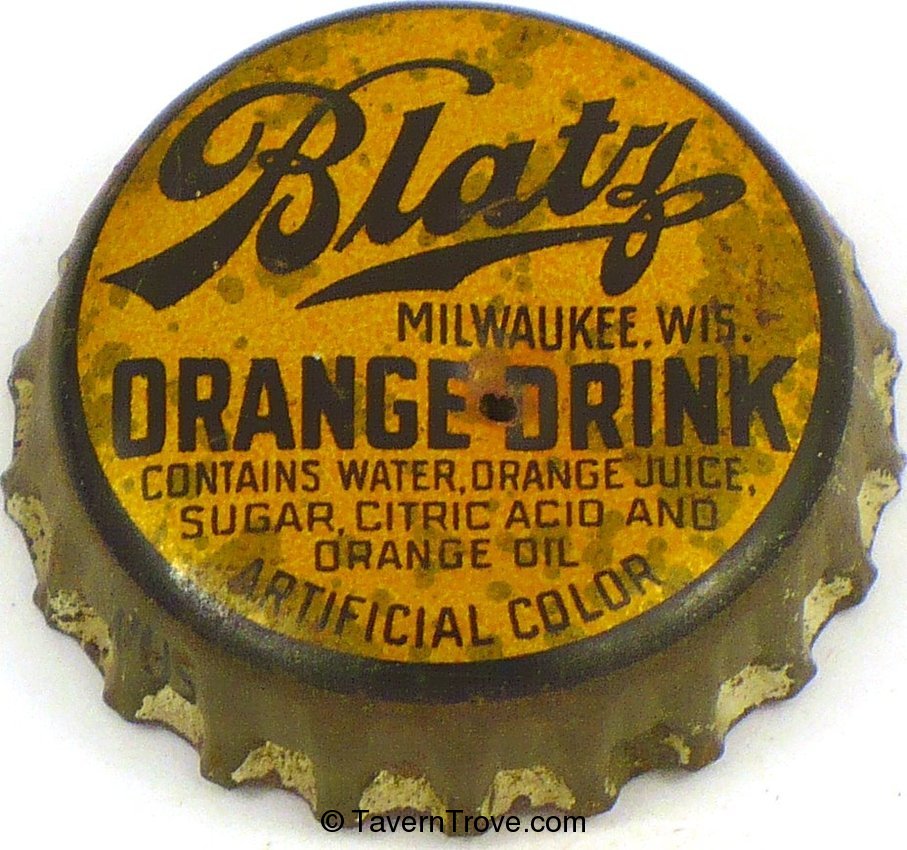 Blatz
MILWAUKEE, WIS.
ORANGE DRINK
CONTAINS WATER, ORANGE JUICE,
SUGAR, CITRIC ACID AND
ORANGE OIL
ARTIFICIAL COLOR
© TavernTrove.com